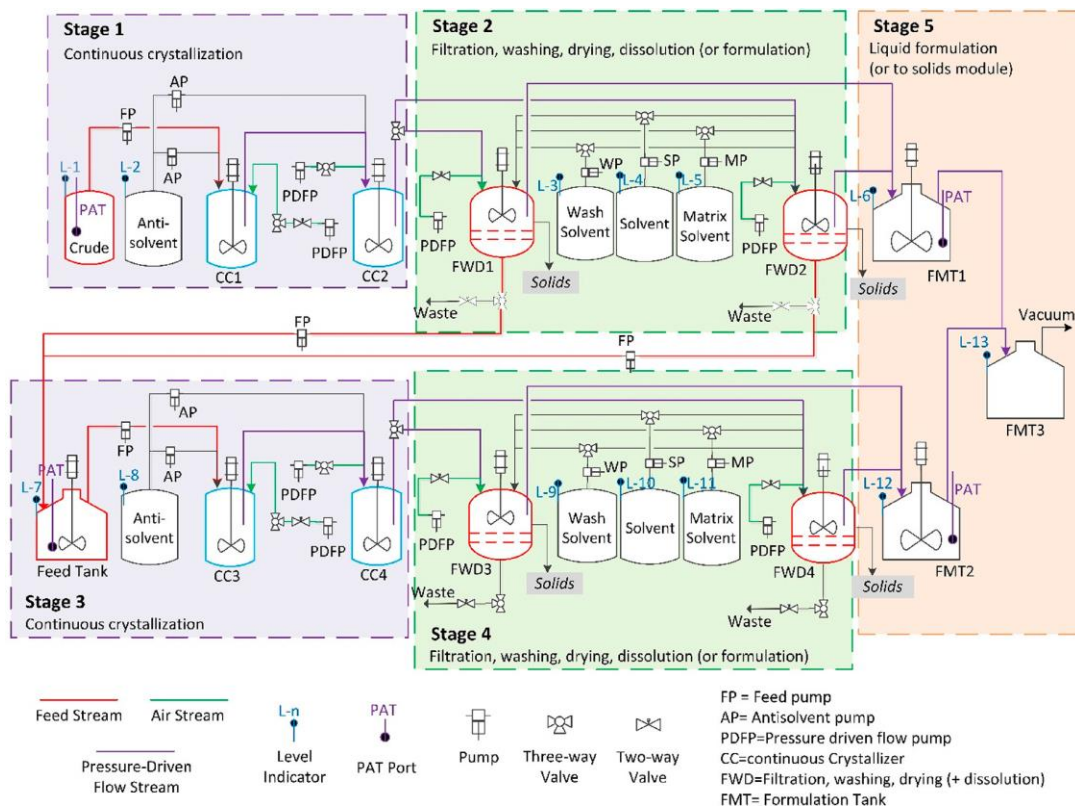 Stage 1
Continuous crystallization
AP
FP
L-1
L-2
AP
PDFP
PAT
Crude
Anti-
solvent
PDFP
CC1
CC2
Stage 2
Filtration, washing, drying, dissolution (or formulation)
WP
SP
MP
L-3
L-4
L-5
PDFP
Wash
Solvent
Solvent
Matrix
Solvent
PDFP
FWD1
FWD2
Solids
Waste
Waste
Stage 5
Liquid formulation
(or to solids module)
L-6
PAT
FMT1
Solids
Vacuum
L-13
FMT3
FP
FP
AP
FP
PAT
L-7
L-8
AP
PDFP
Anti-
solvent
PDFP
Feed Tank
CC3
CC4
Stage 3
Continuous crystallization
WP
SP
MP
L-9
L-10
L-11
PDFP
Wash
Solvent
Solvent
Matrix
Solvent
PDFP
FWD3
FWD4
Solids
Waste
Waste
Stage 4
Filtration, washing, drying, dissolution (or formulation)
L-12
PAT
FMT2
Solids
Feed Stream
Air Stream
Pressure-Driven
Flow Stream
L-n
Level
Indicator
PAT
PAT Port
Pump
Three-way
Valve
Two-way
Valve
FP = Feed pump
AP= Antisolvent pump
PDFP=Pressure driven flow pump
CC=continuous Crystallizer
FWD=Filtration, washing, drying (+ dissolution)
FMT= Formulation Tank